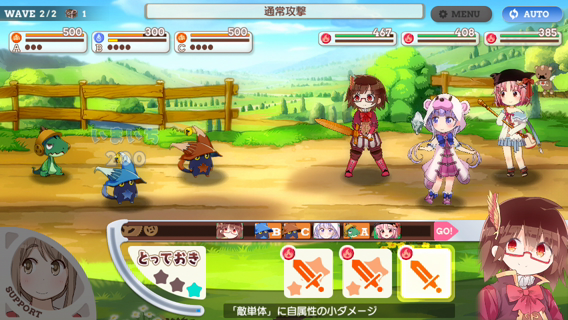 WAVE 2/2 1
通常攻撃
MENU
AUTO
500
300
500
467
408
385
A
B
C
200
B C A GO!
とっておき
SUPPORT
「敵単体」に自属性の小ダメージ